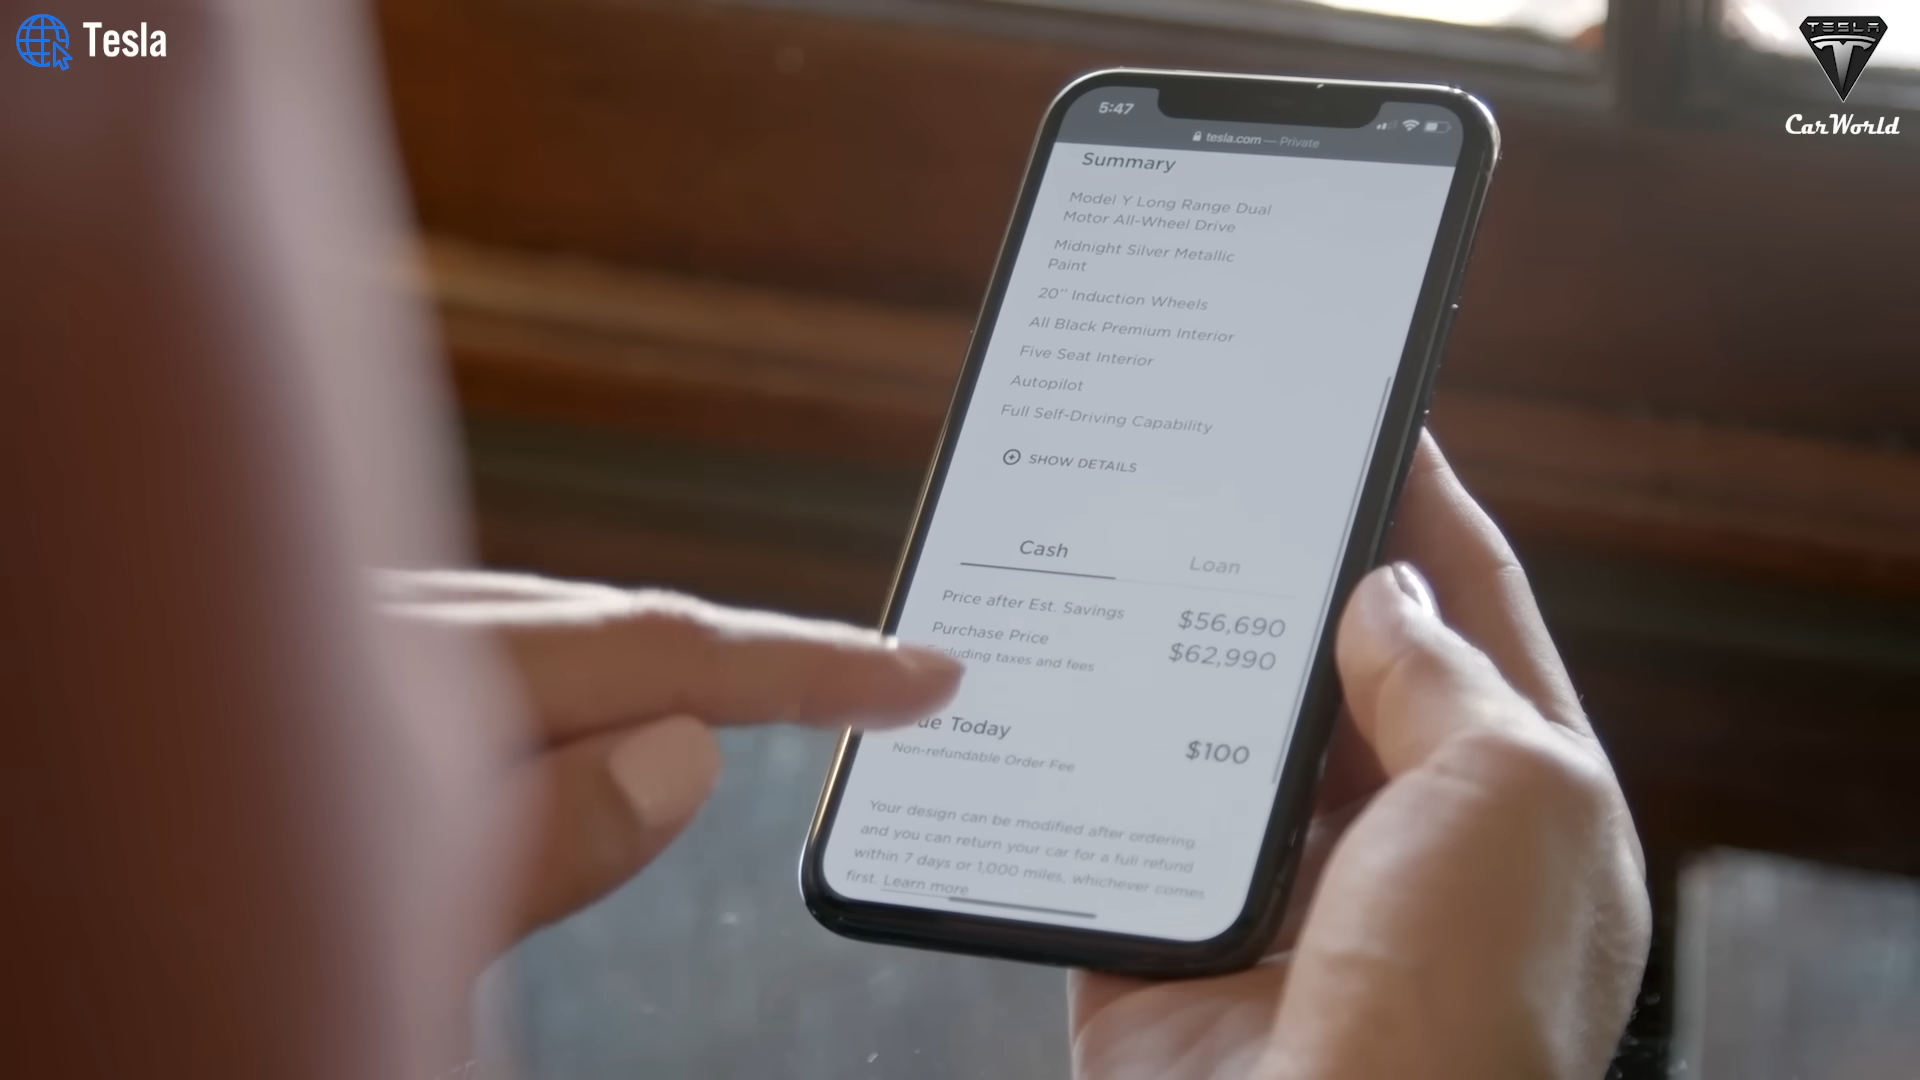 Tesla
TESLA
CarWorld
5:47
tesla.com — Private
Summary
Model Y Long Range Dual
Motor All-Wheel Drive
Midnight Silver Metallic
Paint
20'' Induction Wheels
All Black Premium Interior
Five Seat Interior
Autopilot
Full Self-Driving Capability
SHOW DETAILS
Cash Loan
Price after Est. Savings $56,690
Purchase Price $62,990
taxes and fees
Today
Non-refundable Order Fee $100
Your design can be modified after ordering
and you can return your car for a full refund
within 7 days or 1,000 miles, whichever comes
first. Learn more